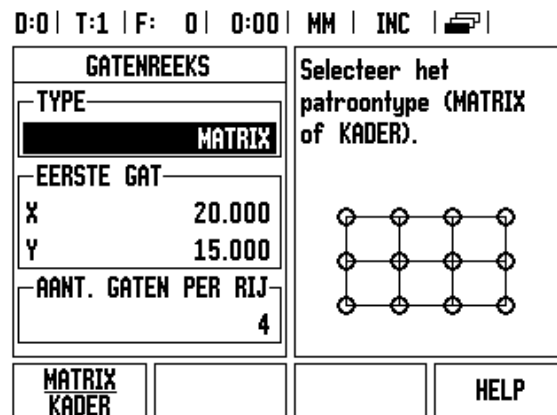 D:0 | T:1 | F: 0 | 0:00 | MM | INC |
GATENREEKS
TYPE
MATRIX
EERSTE GAT
X 20.000
Y 15.000
AANT. GATEN PER RIJ
4
Selecteer het
patroontype (MATRIX
of KADER).
MATRIX
KADER
HELP